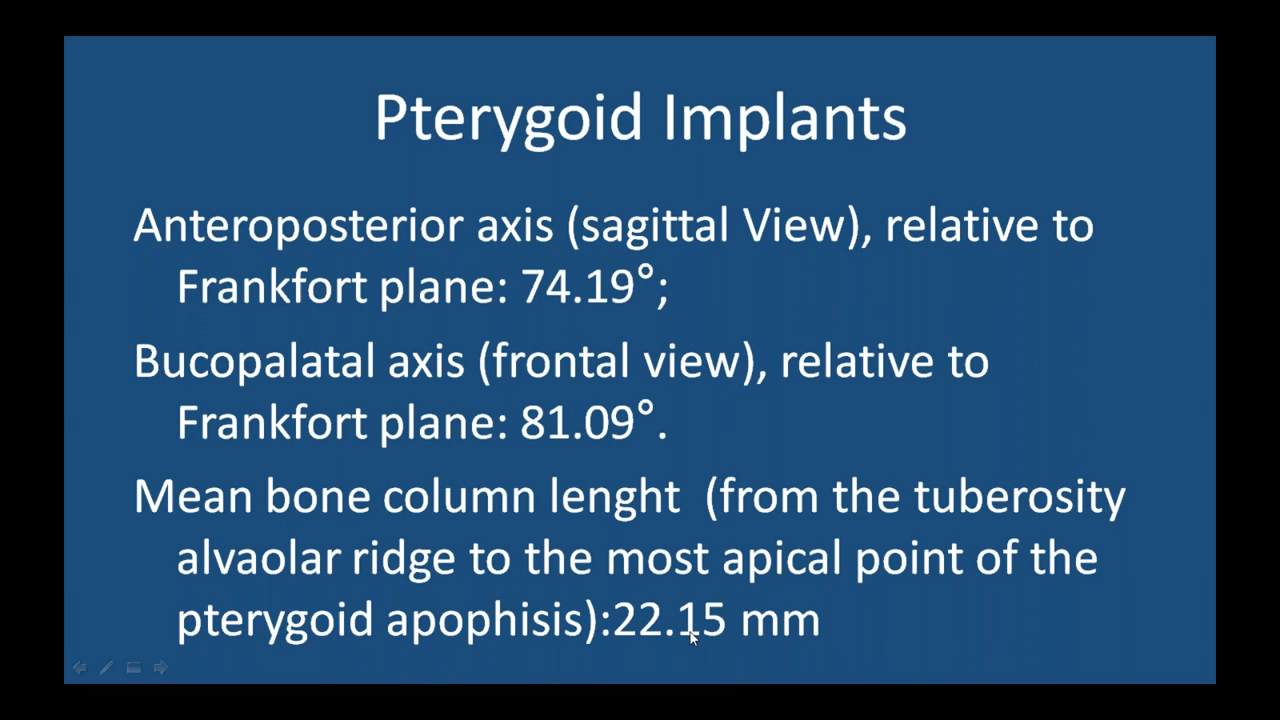 Pterygoid Implants
Anteroposterior axis (sagittal View), relative to
Frankfort plane: 74.19°;
Bucopalatal axis (frontal view), relative to
Frankfort plane: 81.09°.
Mean bone column lenght  (from the tuberosity
alvaolar ridge to the most apical point of the
pterygoid apophisis):22.15 mm